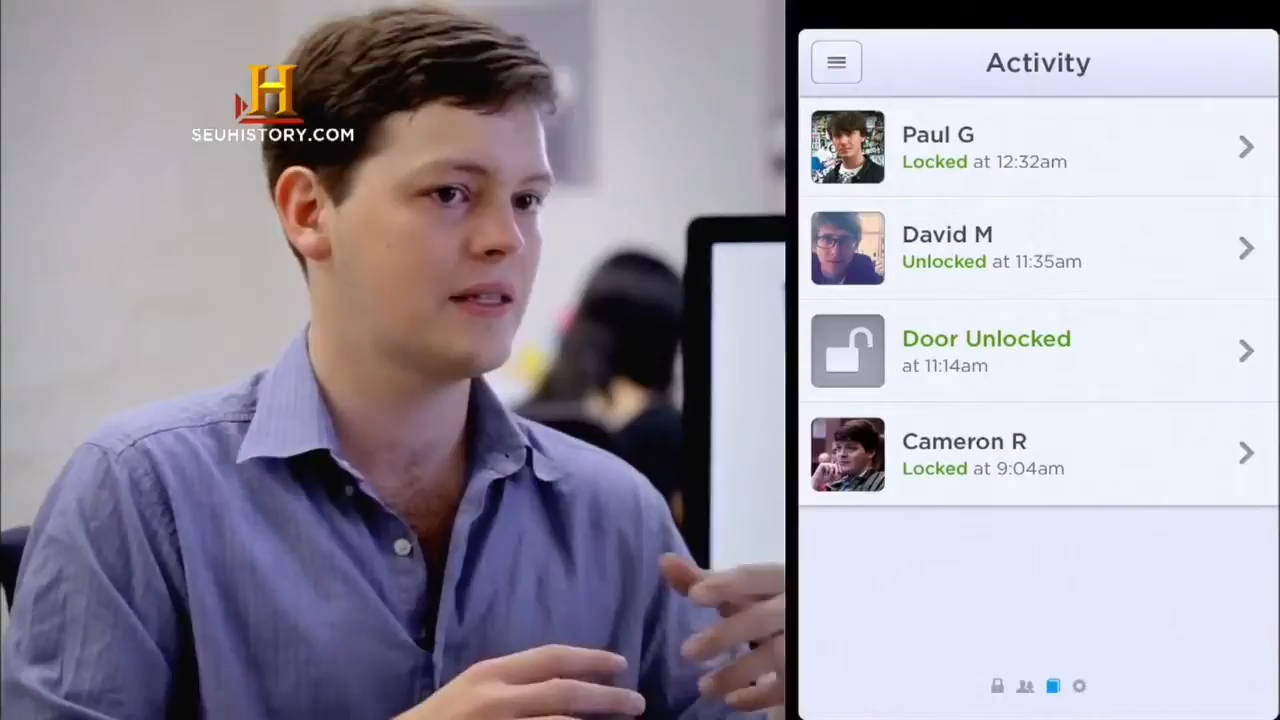 H
SEUHISTORY.COM
Activity
Paul G
Locked at 12:32am
David M
Unlocked at 11:35am
Door Unlocked
at 11:14am
Cameron R
Locked at 9:04am